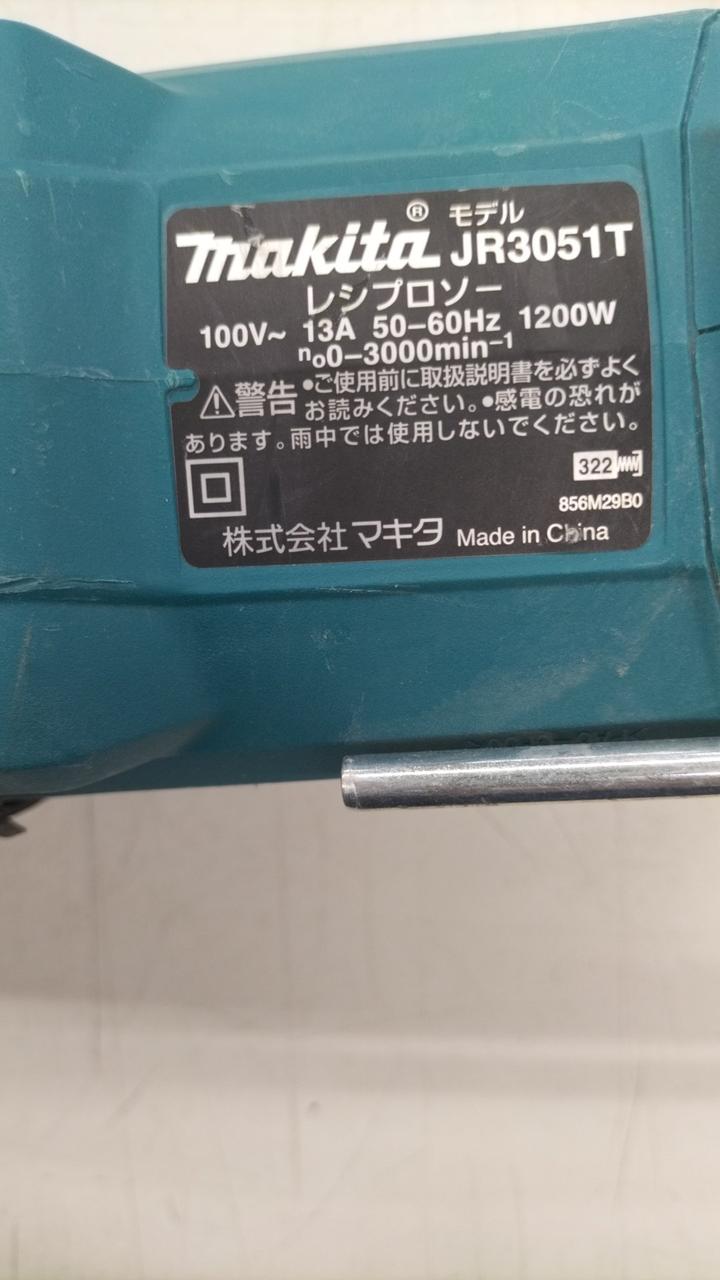 makita® モデル JR3051T
レシプロソー
100V~ 13A 50-60Hz 1200W
n₀0-3000min⁻¹
⚠警告 •ご使用前に取扱説明書を必ずよく
お読みください。•感電の恐れが
あります。雨中では使用しないでください。
322
856M29B0
株式会社マキタ Made in China